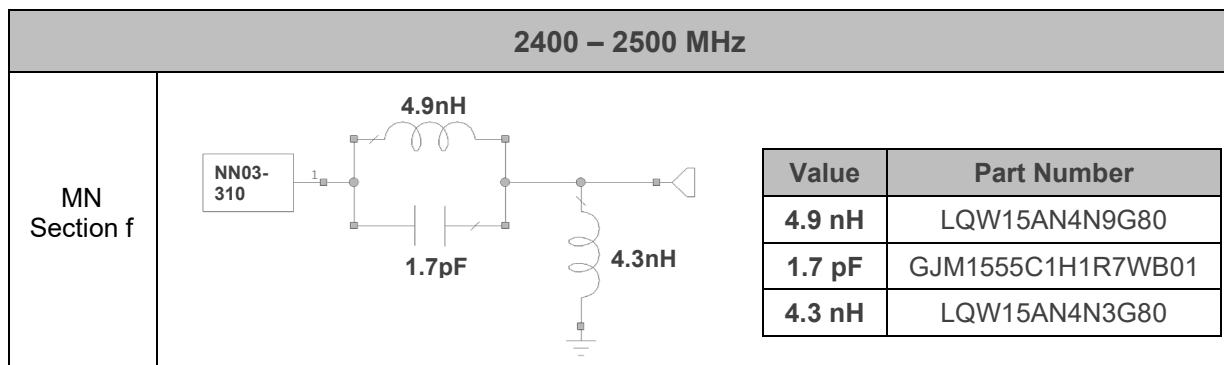 2400 – 2500 MHz
MN
Section f
NN03-
310
1
4.9nH
1.7pF
4.3nH
Value Part Number
4.9 nH LQW15AN4N9G80
1.7 pF GJM1555C1H1R7WB01
4.3 nH LQW15AN4N3G80